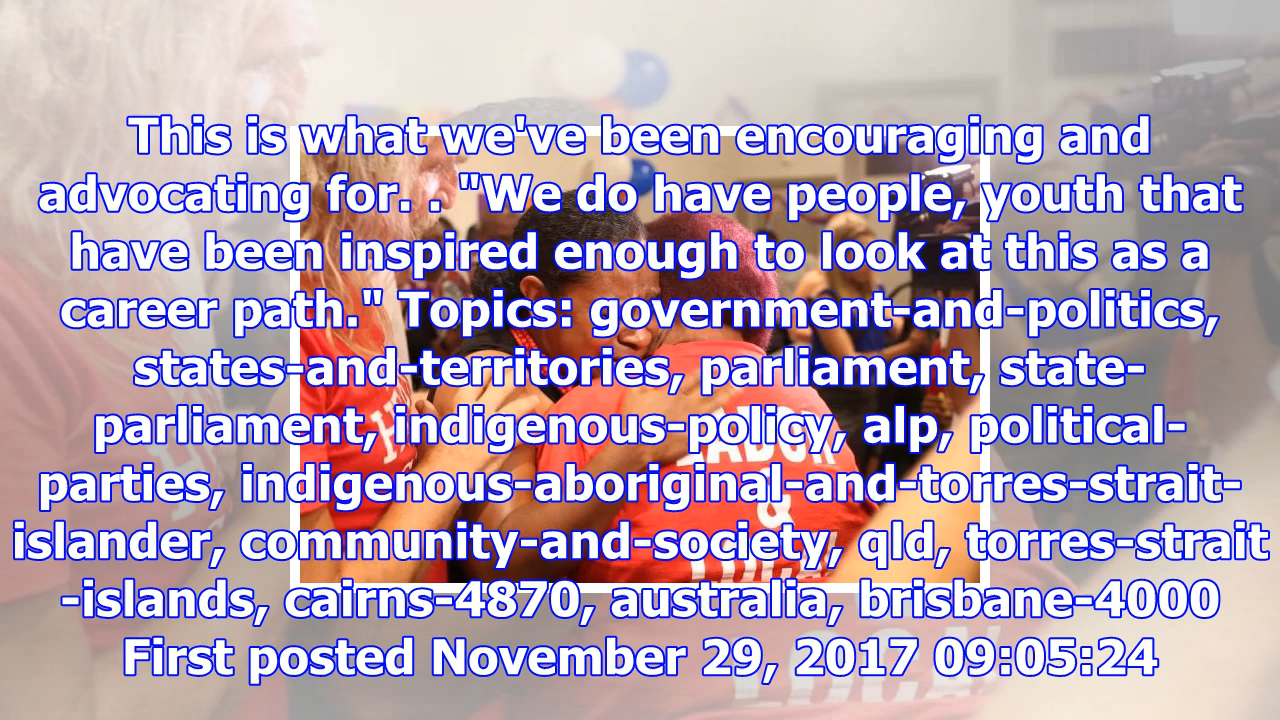 This is what we've been encouraging and
advocating for. . "We do have people, youth that
have been inspired enough to look at this as a
career path." Topics: government-and-politics,
states-and-territories, parliament, state-
parliament, indigenous-policy, alp, political-
parties, indigenous-aboriginal-and-torres-strait-
islander, community-and-society, qld, torres-strait
-islands, cairns-4870, australia, brisbane-4000
First posted November 29, 2017 09:05:24
LABOR
&
LOCAL